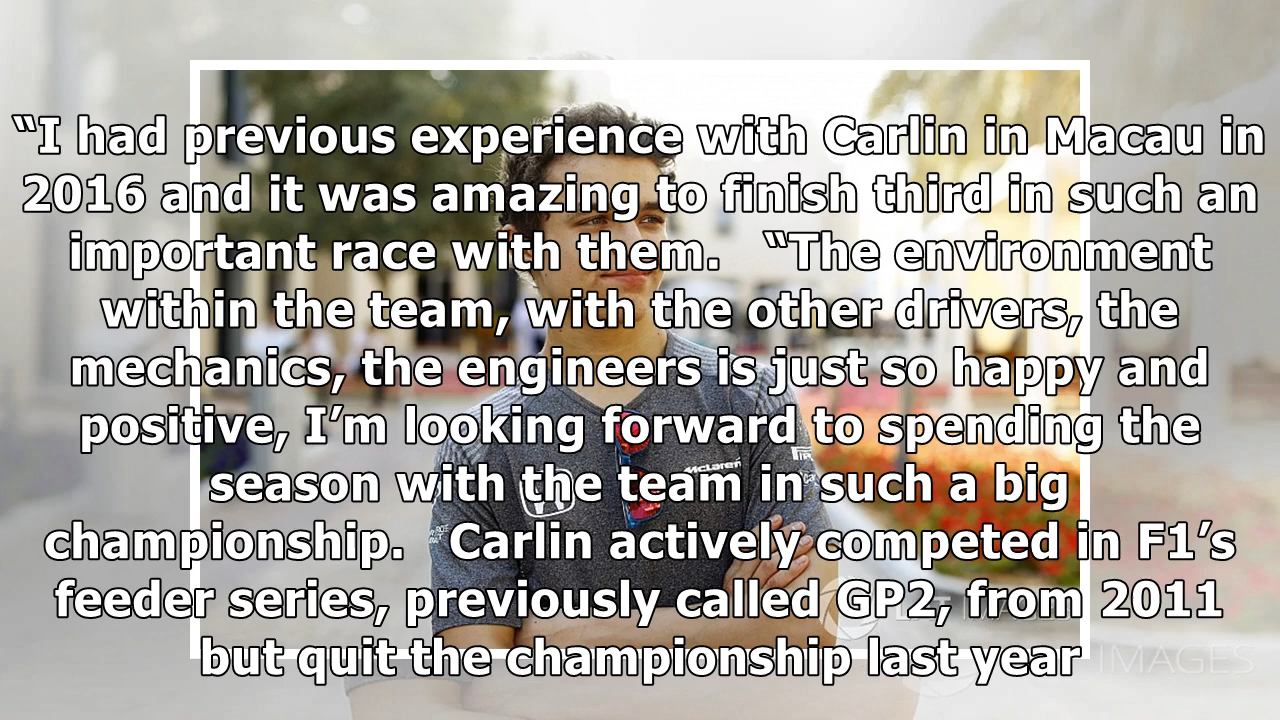 “I had previous experience with Carlin in Macau in
2016 and it was amazing to finish third in such an
important race with them. “The environment
within the team, with the other drivers, the
mechanics, the engineers is just so happy and
positive, I’m looking forward to spending the
season with the team in such a big
championship. Carlin actively competed in F1’s
feeder series, previously called GP2, from 2011
but quit the championship last year
McLaren
IMAGES